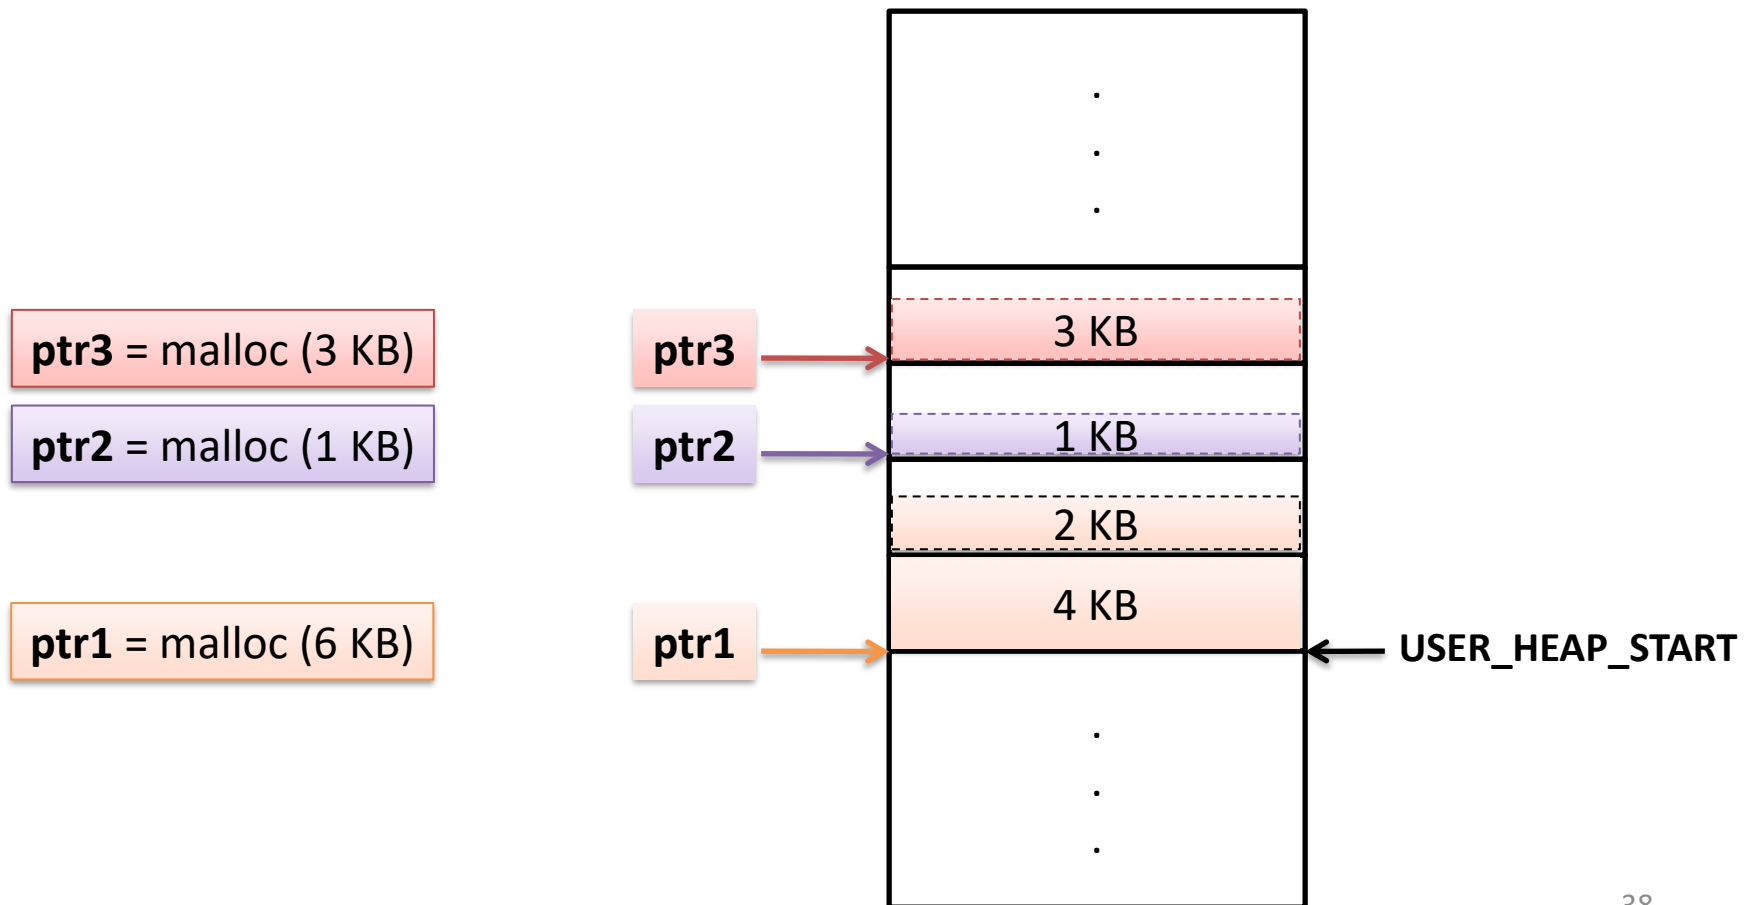 .
.
.
3 KB
ptr3 = malloc (3 KB)
ptr3
1 KB
ptr2 = malloc (1 KB)
ptr2
2 KB
4 KB
ptr1 = malloc (6 KB)
ptr1
USER_HEAP_START
.
.
.
38